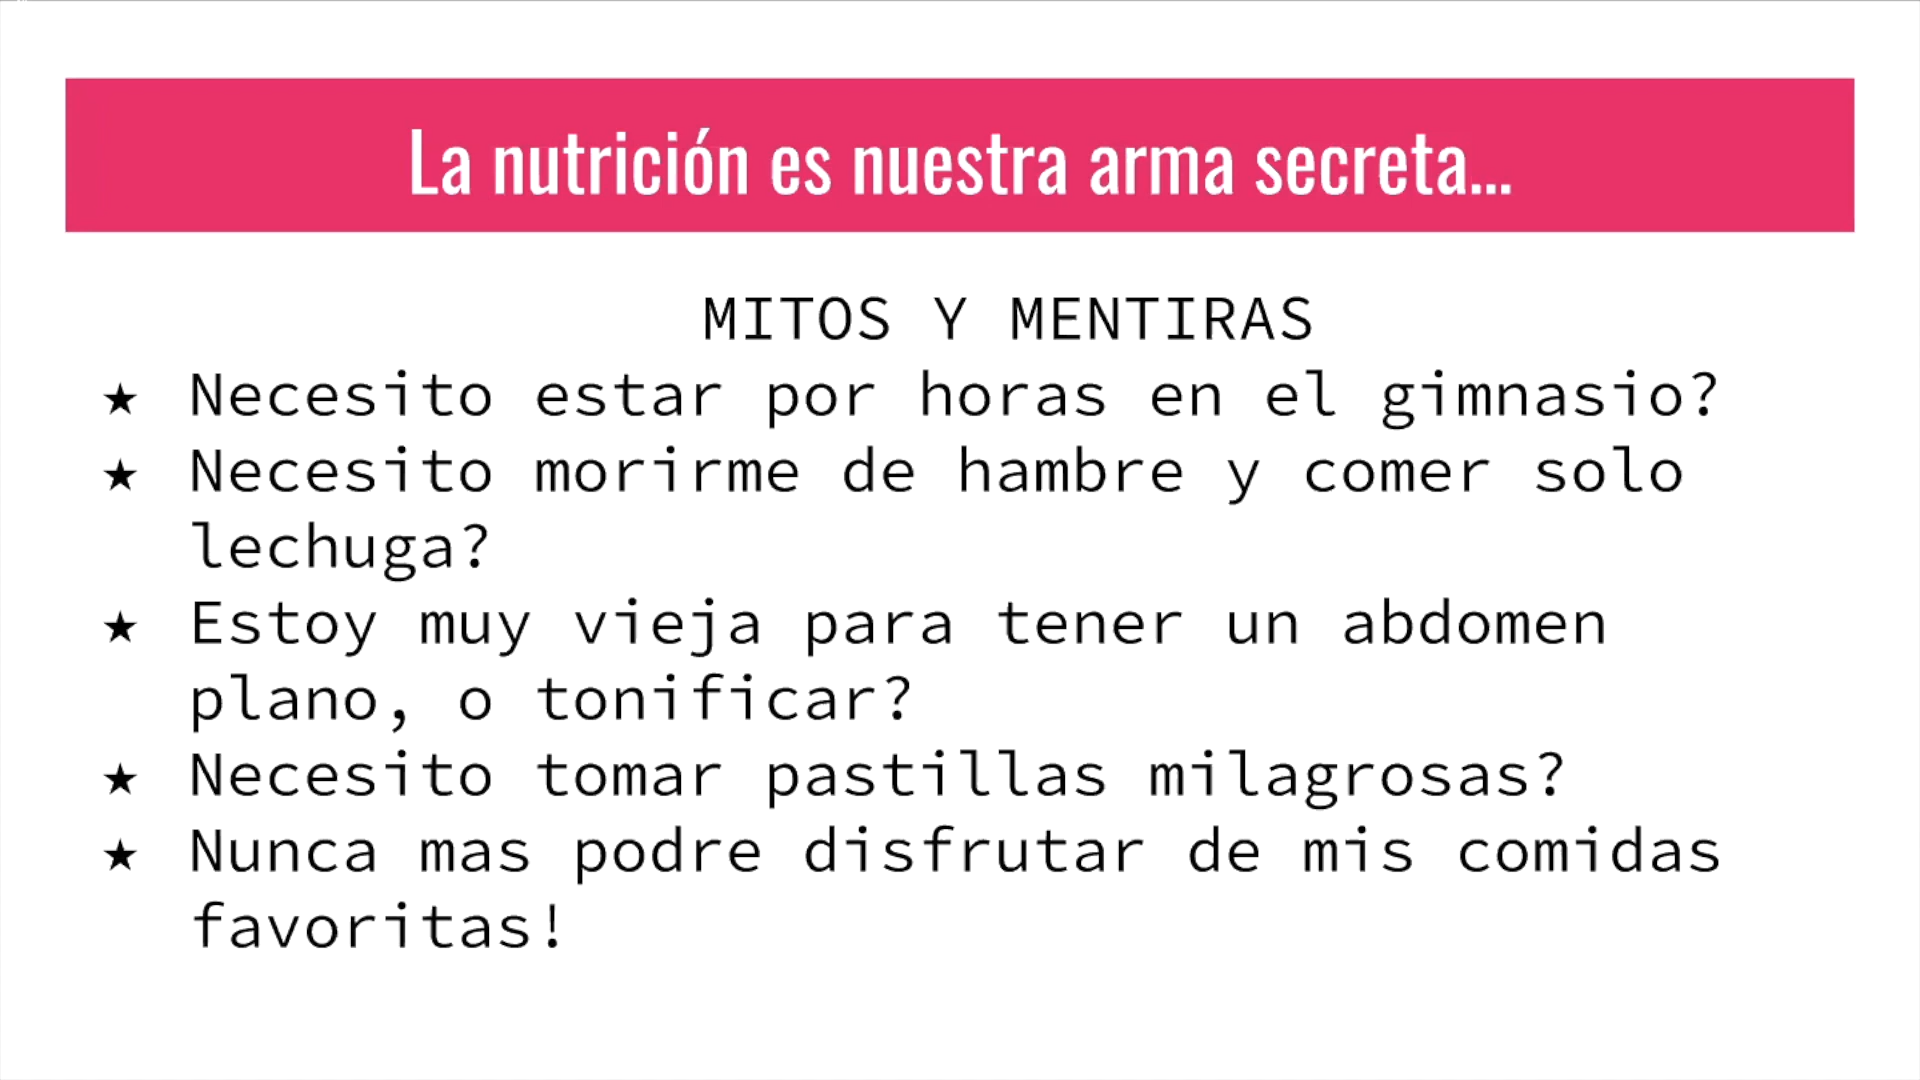 La nutrición es nuestra arma secreta...
MITOS Y MENTIRAS
★ Necesito estar por horas en el gimnasio?
★ Necesito morirme de hambre y comer solo
lechuga?
★ Estoy muy vieja para tener un abdomen
plano, o tonificar?
★ Necesito tomar pastillas milagrosas?
★ Nunca mas podre disfrutar de mis comidas
favoritas!